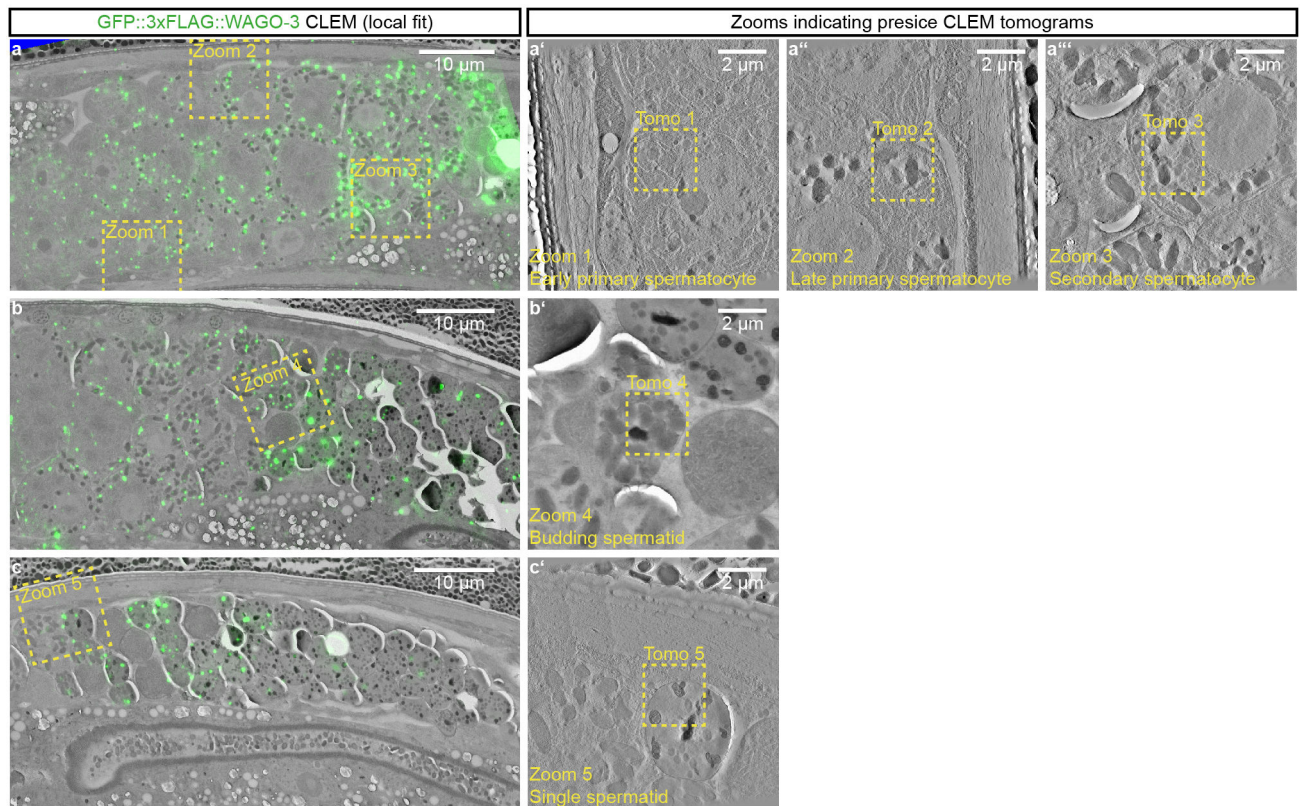 GFP::3xFLAG::WAGO-3 CLEM (local fit)
Zooms indicating presice CLEM tomograms
a
Zoom 2
10 µm
Zoom 3
Zoom 1
a‘
2 µm
Tomo 1
Zoom 1
Early primary spermatocyte
a‘‘
2 µm
Tomo 2
Zoom 2
Late primary spermatocyte
a‘‘‘
2 µm
Tomo 3
Zoom 3
Secondary spermatocyte
b
10 µm
Zoom 4
b‘
2 µm
Tomo 4
Zoom 4
Budding spermatid
c
10 µm
Zoom 5
c‘
2 µm
Tomo 5
Zoom 5
Single spermatid